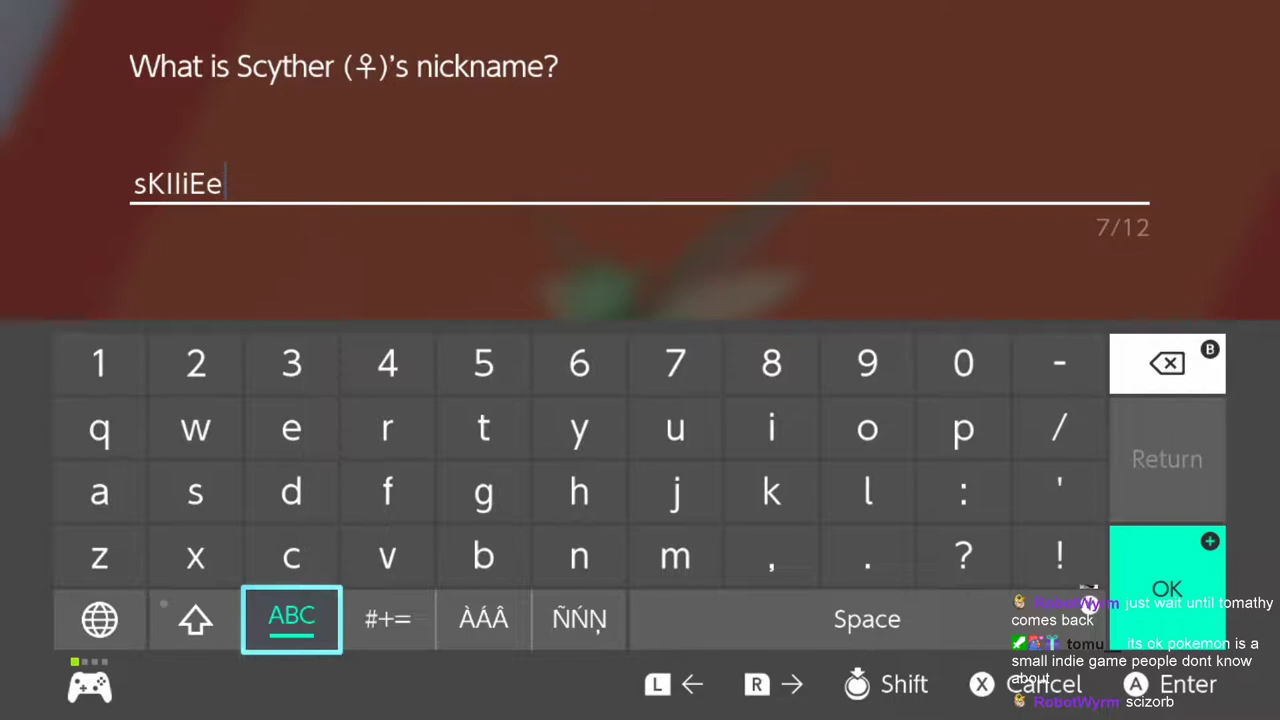 What is Scyther (♀)'s nickname?
sKIIiEe
7/12
1 2 3 4 5 6 7 8 9 0 - B
q w e r t y u i o p /
Return
a s d f g h j k l : '
z x c v b n m , . ? ! +
OK
ABC #+= ÀÁÂ ÑŃŅ Space
RobotWyrm just wait until tomathy
comes back
tomu__ its ok pokemon is a
small indie game people dont know
about
RobotWyrm scizorb
L ← R → Shift X Cancel A Enter